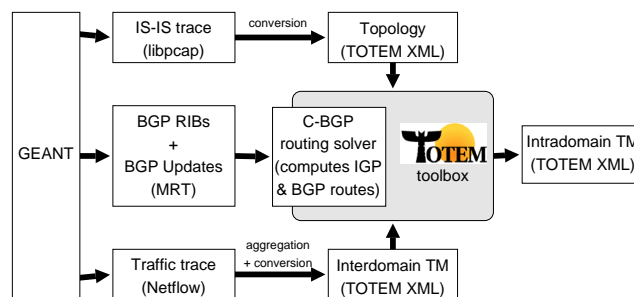 GEANT
IS-IS trace
(libpcap)
conversion
Topology
(TOTEM XML)
BGP RIBs
+
BGP Updates
(MRT)
C-BGP
routing solver
(computes IGP
& BGP routes)
TOTEM
toolbox
Intradomain TM
(TOTEM XML)
Traffic trace
(Netflow)
aggregation
+ conversion
Interdomain TM
(TOTEM XML)